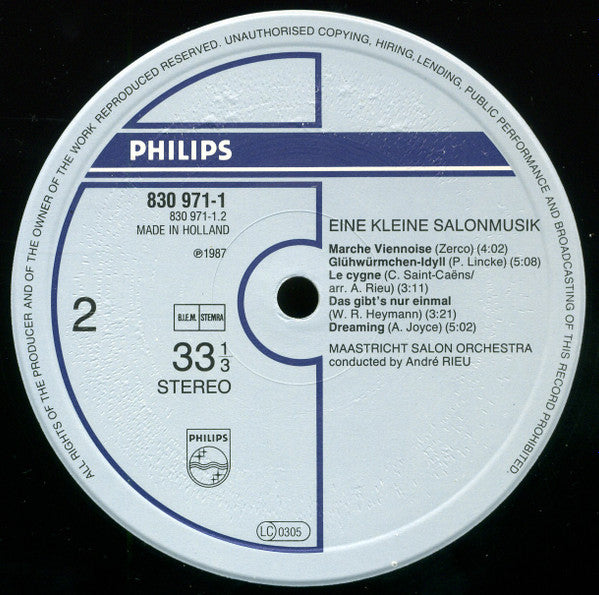 ALL RIGHTS OF THE PRODUCER AND OF THE OWNER OF THE WORK REPRODUCED RESERVED. UNAUTHORISED COPYING, HIRING, LENDING, PUBLIC PERFORMANCE AND BROADCASTING OF THIS RECORD PROHIBITED.
PHILIPS
830 971-1
830 971-1.2
MADE IN HOLLAND
℗1987
2
B.I.E.M. STEMRA
33 1/3
STEREO
PHILIPS
LC 0305
EINE KLEINE SALONMUSIK
Marche Viennoise (Zerco) (4:02)
Glühwürmchen-Idyll (P. Lincke) (5:08)
Le cygne (C. Saint-Caëns/
arr. A. Rieu) (3:11)
Das gibt's nur einmal
(W. R. Heymann) (3:21)
Dreaming (A. Joyce) (5:02)
MAASTRICHT SALON ORCHESTRA
conducted by André RIEU